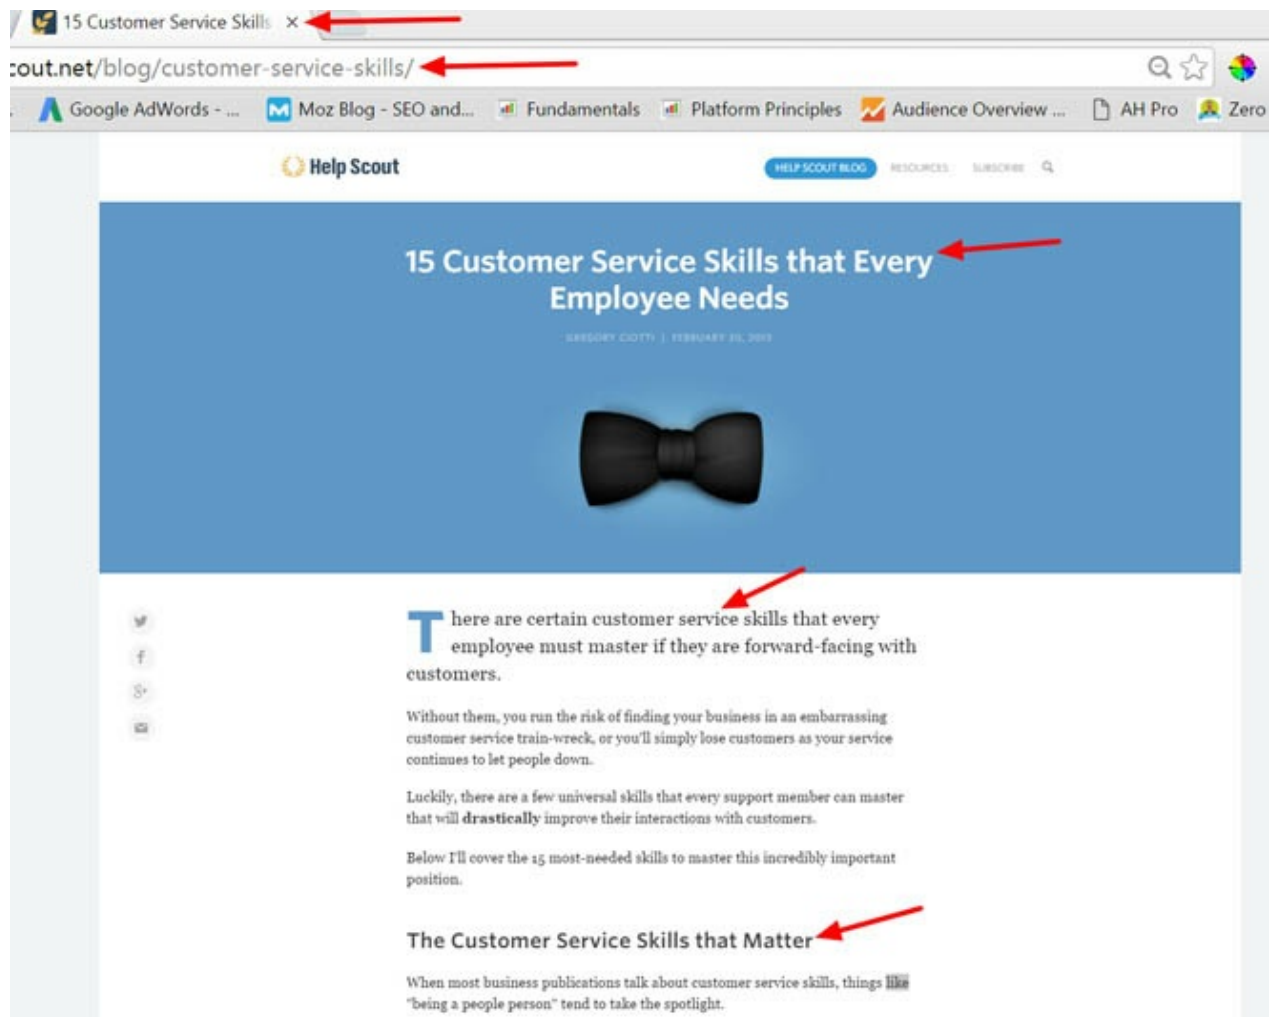 15 Customer Service Skills
cout.net/blog/customer-service-skills/
Google AdWords - ... Moz Blog - SEO and... Fundamentals Platform Principles Audience Overview ... AH Pro Zero
Help Scout HELP SCOUT BLOG RESOURCES SUBSCRIBE
15 Customer Service Skills that Every
Employee Needs
GREGORY CIOTTI | FEBRUARY 20, 2013
There are certain customer service skills that every
employee must master if they are forward-facing with
customers.
Without them, you run the risk of finding your business in an embarrassing
customer service train-wreck, or you'll simply lose customers as your service
continues to let people down.
Luckily, there are a few universal skills that every support member can master
that will drastically improve their interactions with customers.
Below I'll cover the 15 most-needed skills to master this incredibly important
position.
The Customer Service Skills that Matter
When most business publications talk about customer service skills, things like
"being a people person" tend to take the spotlight.